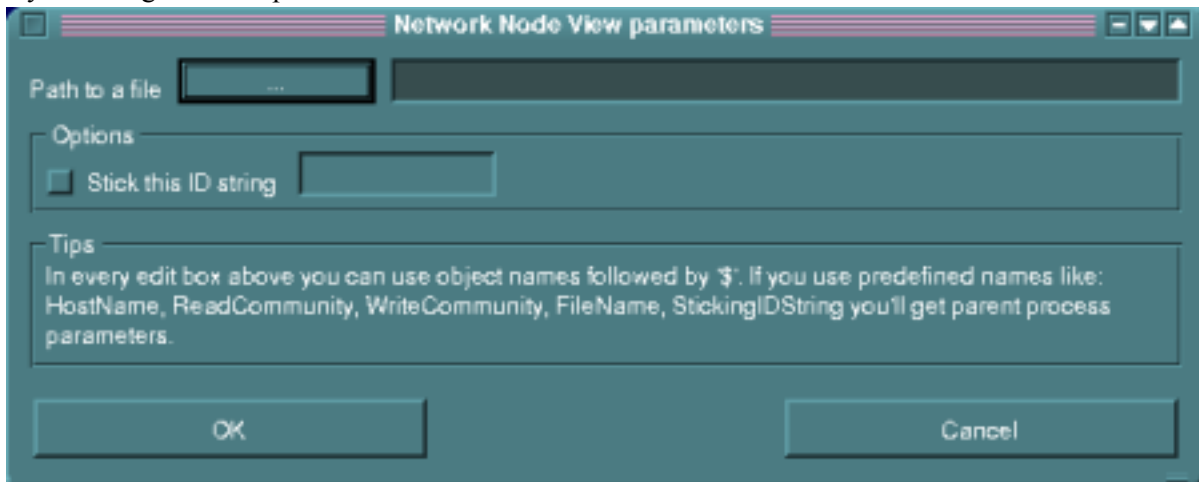 Network Node View parameters
Path to a file ...
Options
Stick this ID string
Tips
In every edit box above you can use object names followed by '$'. If you use predefined names like:
HostName, ReadCommunity, WriteCommunity, FileName, StickingIDString you'll get parent process
parameters.
OK Cancel